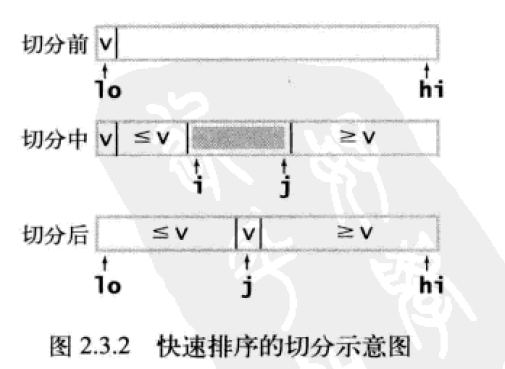 切分前 v
lo hi
切分中 v ≤ v ≥ v
i j
切分后 ≤ v v ≥ v
lo j hi
图 2.3.2 快速排序的切分示意图